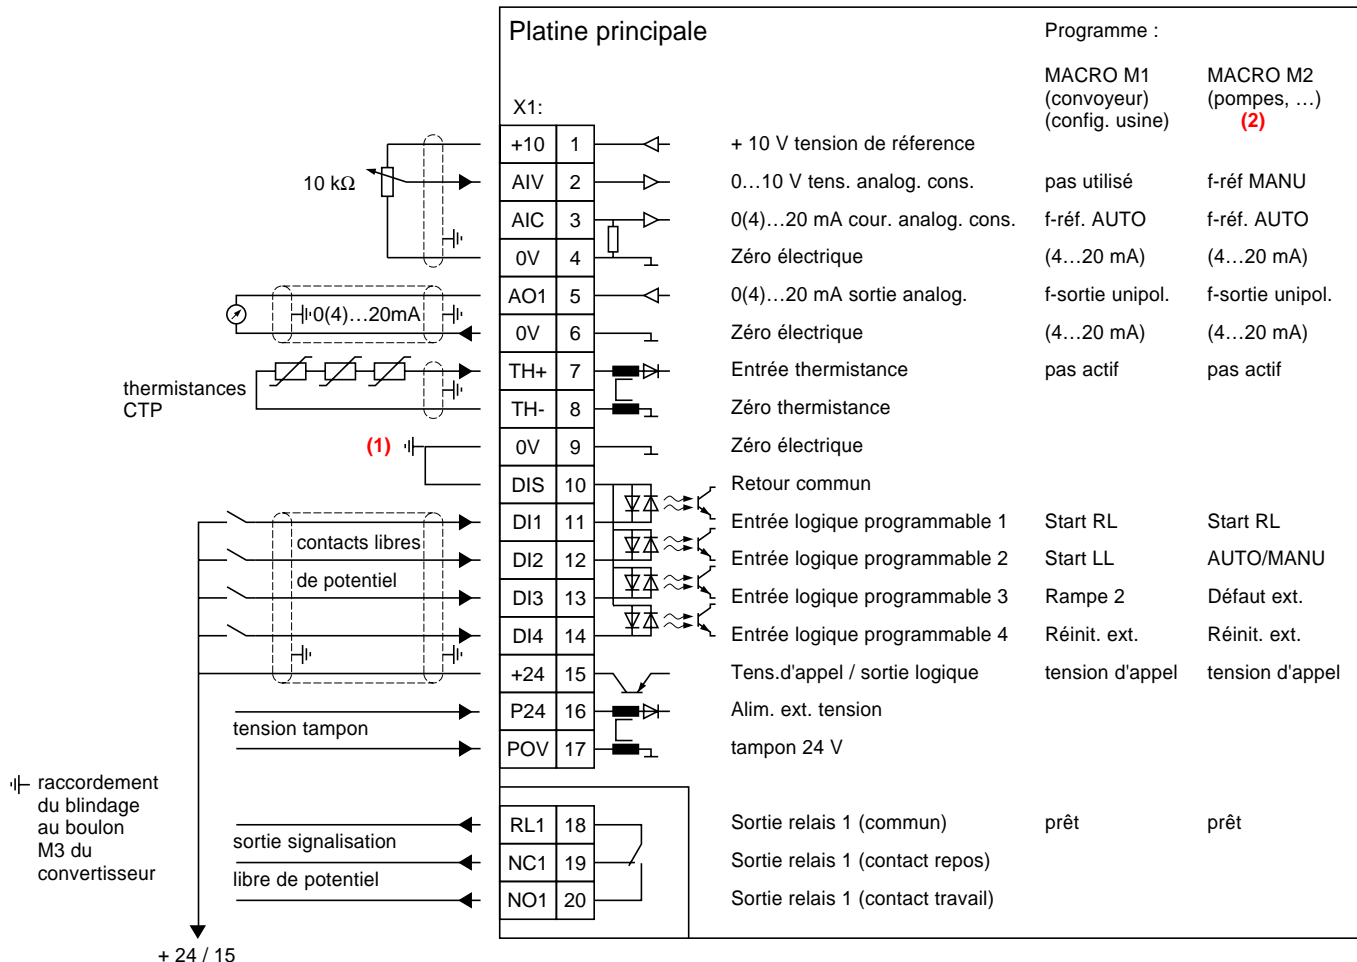 Platine principale
Programme :
MACRO M1
(convoyeur)
(config. usine)
MACRO M2
(pompes, …)
(2)
X1:
+10 1 + 10 V tension de réference
10 kΩ AIV 2 0…10 V tens. analog. cons. pas utilisé f-réf MANU
AIC 3 0(4)…20 mA cour. analog. cons. f-réf. AUTO f-réf. AUTO
0V 4 Zéro électrique (4…20 mA) (4…20 mA)
AO1 5 0(4)…20 mA sortie analog. f-sortie unipol. f-sortie unipol.
0(4)…20mA
0V 6 Zéro électrique (4…20 mA) (4…20 mA)
TH+ 7 Entrée thermistance pas actif pas actif
thermistances
CTP
TH- 8 Zéro thermistance
(1) 0V 9 Zéro électrique
DIS 10 Retour commun
DI1 11 Entrée logique programmable 1 Start RL Start RL
contacts libres
DI2 12 Entrée logique programmable 2 Start LL AUTO/MANU
de potentiel
DI3 13 Entrée logique programmable 3 Rampe 2 Défaut ext.
DI4 14 Entrée logique programmable 4 Réinit. ext. Réinit. ext.
+24 15 Tens.d'appel / sortie logique tension d'appel tension d'appel
P24 16 Alim. ext. tension
tension tampon
POV 17 tampon 24 V
raccordement
du blindage
au boulon
M3 du
convertisseur
RL1 18 Sortie relais 1 (commun) prêt prêt
sortie signalisation
NC1 19 Sortie relais 1 (contact repos)
libre de potentiel
NO1 20 Sortie relais 1 (contact travail)
+ 24 / 15